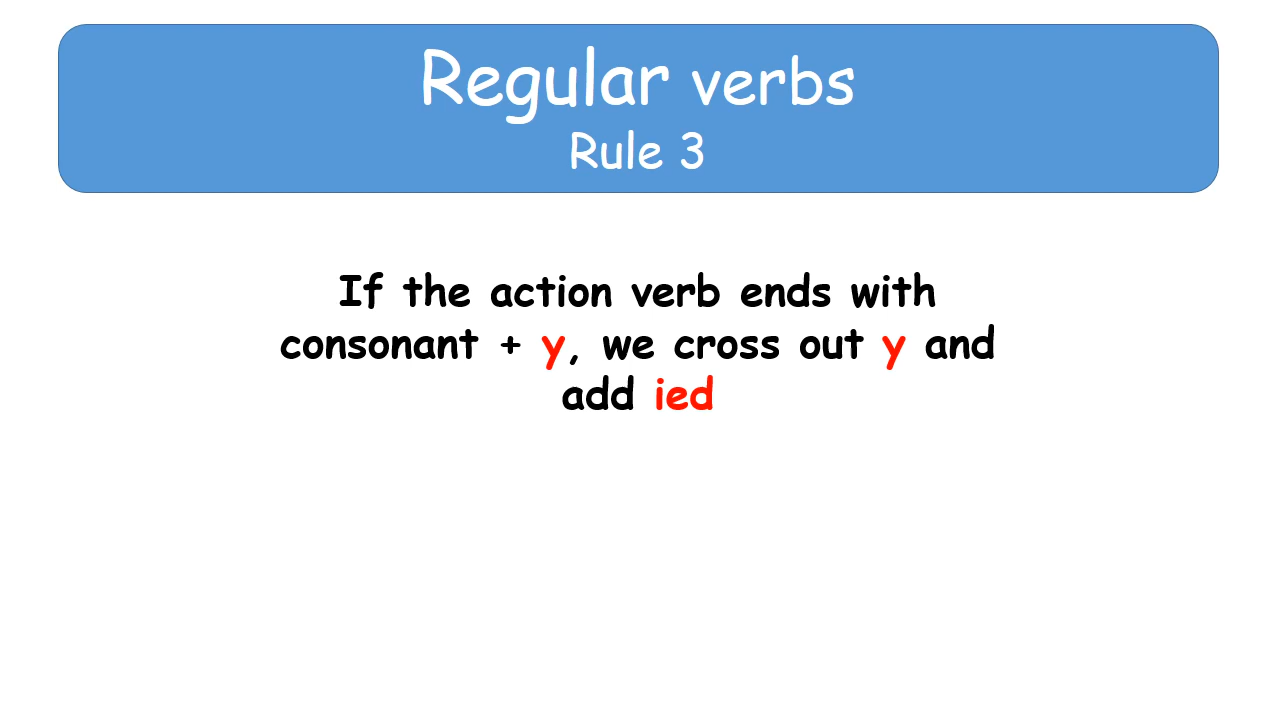 Regular verbs
Rule 3
If the action verb ends with
consonant + y, we cross out y and
add ied